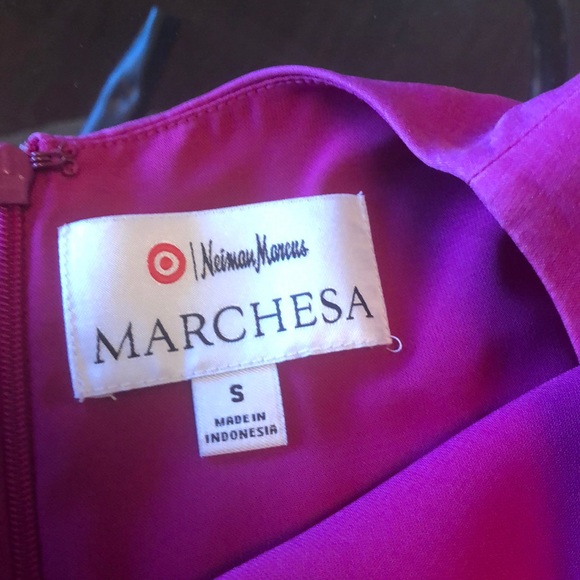 | Neiman Marcus
MARCHESA
S
MADE IN
INDONESIA